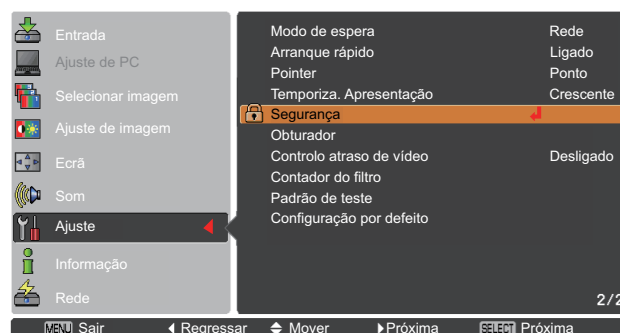 Entrada
Ajuste de PC
Selecionar imagem
Ajuste de imagem
Ecrã
Som
Ajuste
Informação
Rede
Modo de espera Rede
Arranque rápido Ligado
Pointer Ponto
Temporiza. Apresentação Crescente
Segurança
Obturador
Controlo atraso de vídeo Desligado
Contador do filtro
Padrão de teste
Configuração por defeito
2/2
MENU Sair Regressar Mover Próxima SELECT Próxima